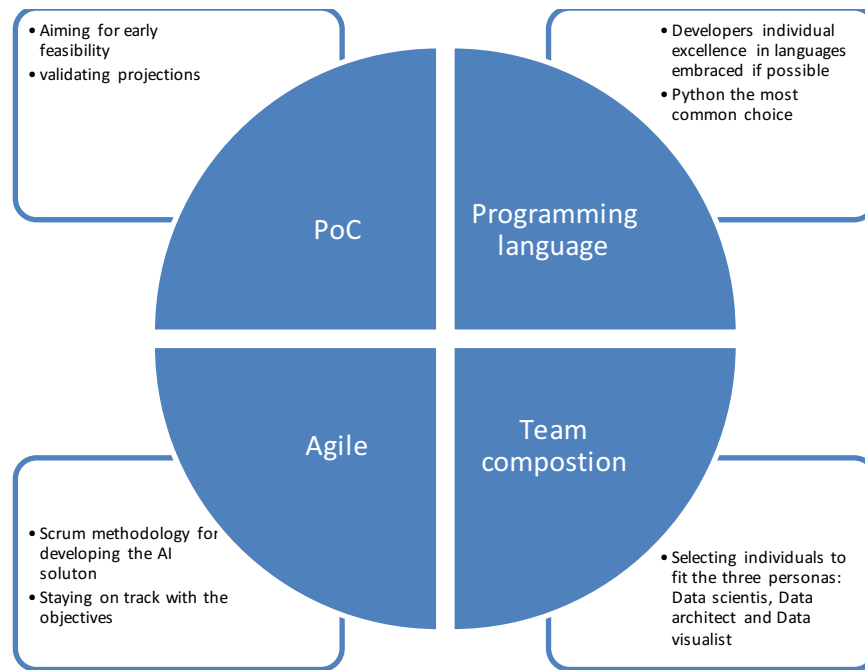 • Aiming for early
feasibility
• validating projections
• Developers individual
excellence in languages
embraced if possible
• Python the most
common choice
PoC
Programming
language
Agile
Team
compostion
• Scrum methodology for
developing the AI
soluton
• Staying on track with the
objectives
• Selecting individuals to
fit the three personas:
Data scientis, Data
architect and Data
visualist